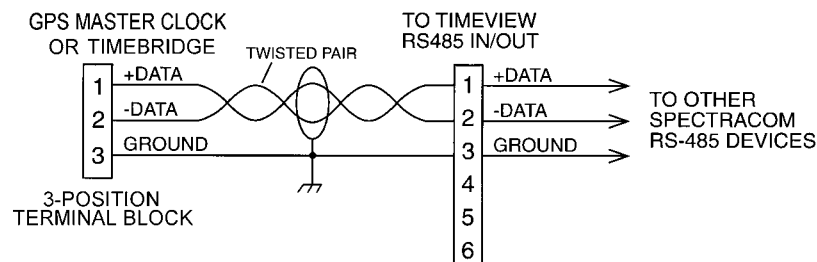 GPS MASTER CLOCK
OR TIMEBRIDGE
TO TIMEVIEW
RS485 IN/OUT
TWISTED PAIR
1 +DATA
2 -DATA
3 GROUND
1 +DATA
2 -DATA
3 GROUND
4
5
6
TO OTHER
SPECTRACOM
RS-485 DEVICES
3-POSITION
TERMINAL BLOCK